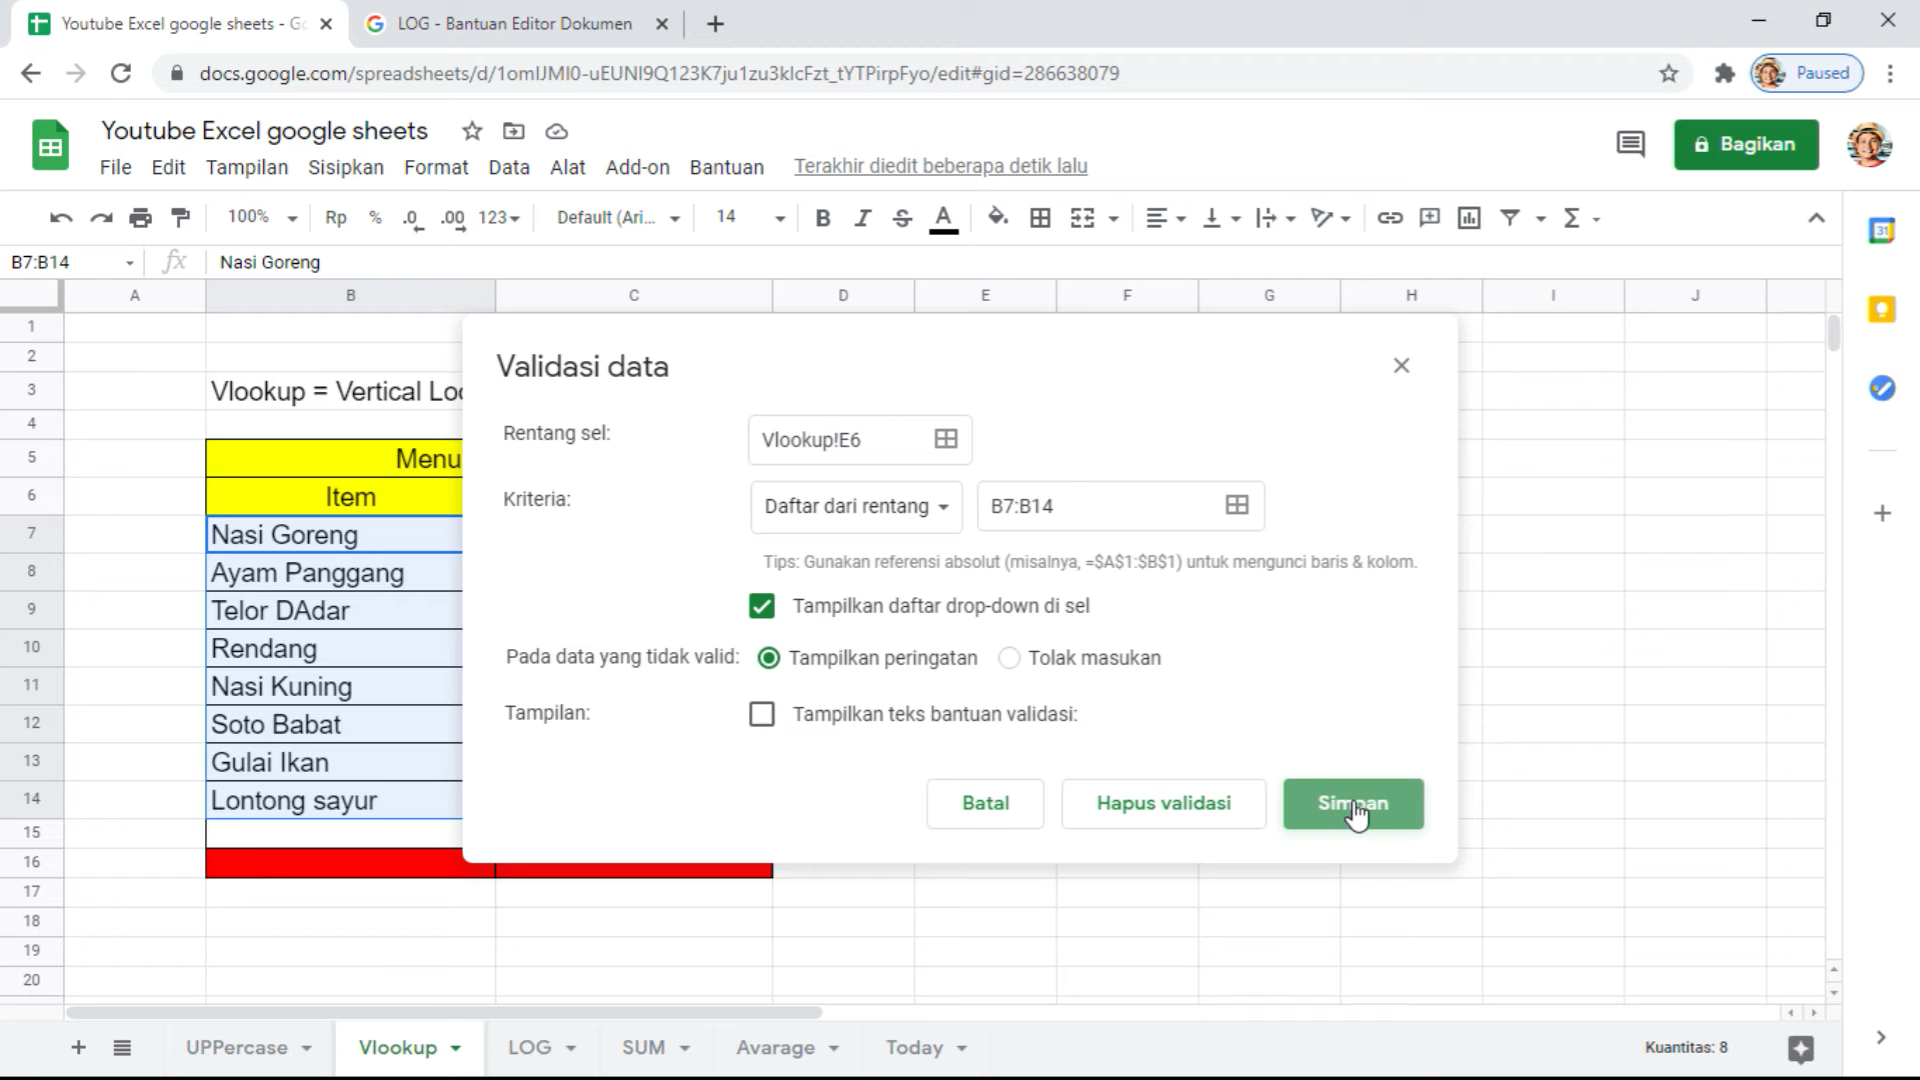 Youtube Excel google sheets - Go
LOG - Bantuan Editor Dokumen
docs.google.com/spreadsheets/d/1omIJMI0-uEUNI9Q123K7ju1zu3kIcFzt_tYTPirpFyo/edit#gid=286638079
Paused
Youtube Excel google sheets
Bagikan
File Edit Tampilan Sisipkan Format Data Alat Add-on Bantuan Terakhir diedit beberapa detik lalu
100% Rp % .0 .00 123 Default (Ari... 14 B I S A Σ
31
B7:B14 fx Nasi Goreng
A B C D E F G H I J
1
2
3 Vlookup = Vertical Loo
4
5 Menu
6 Item
7 Nasi Goreng
8 Ayam Panggang
9 Telor DAdar
10 Rendang
11 Nasi Kuning
12 Soto Babat
13 Gulai Ikan
14 Lontong sayur
15
16
17
18
19
20
Validasi data
Rentang sel: Vlookup!E6
Kriteria: Daftar dari rentang B7:B14
Tips: Gunakan referensi absolut (misalnya, =$A$1:$B$1) untuk mengunci baris & kolom.
Tampilkan daftar drop-down di sel
Pada data yang tidak valid: Tampilkan peringatan Tolak masukan
Tampilan: Tampilkan teks bantuan validasi:
Batal Hapus validasi Simpan
UPPercase Vlookup LOG SUM Avarage Today Kuantitas: 8